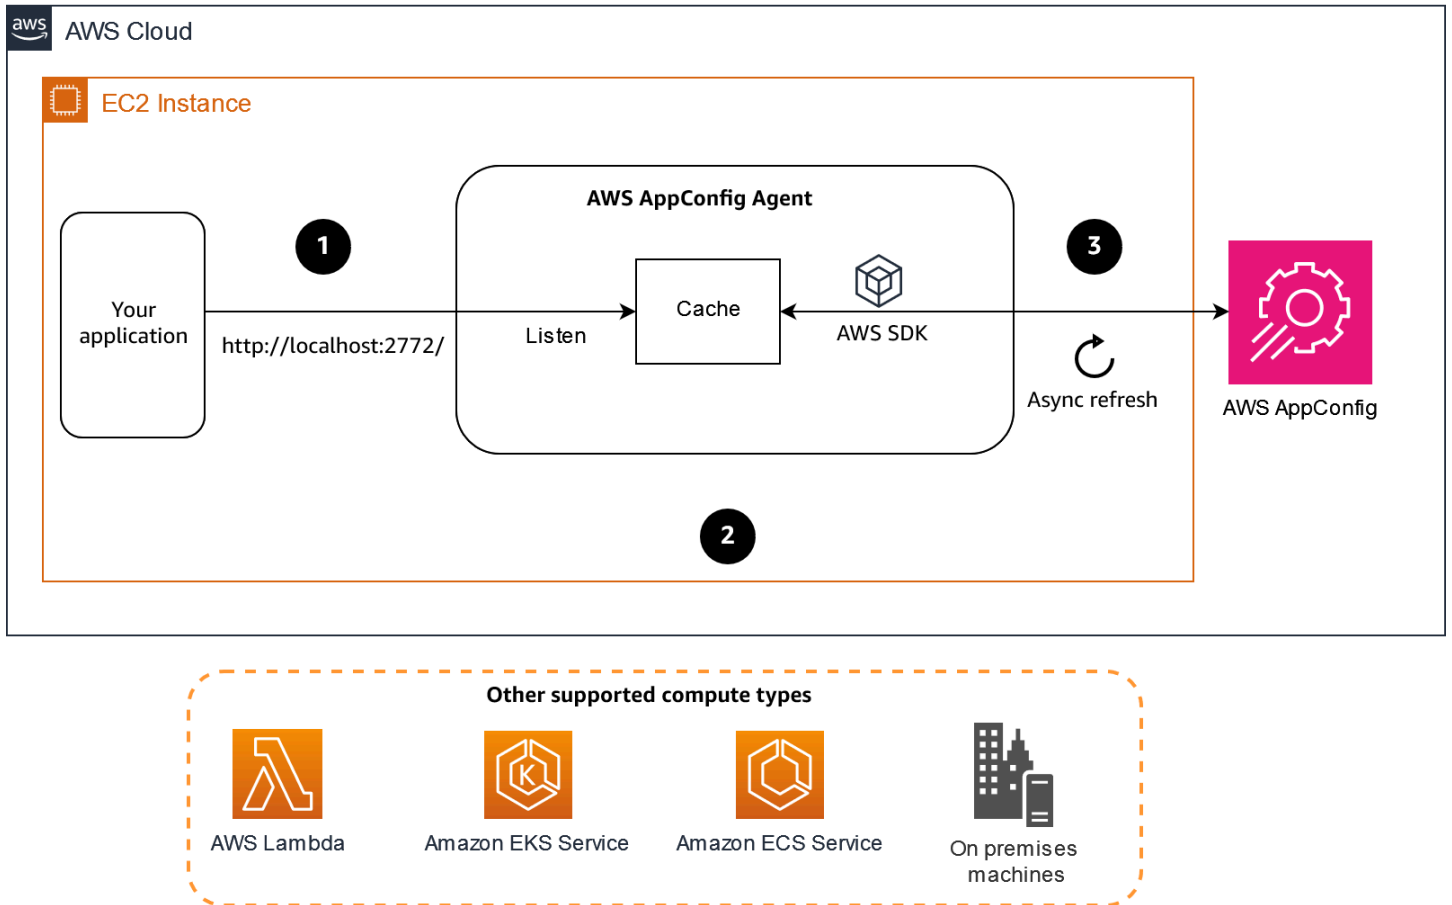 aws
AWS Cloud
EC2 Instance
AWS AppConfig Agent
1
3
Your
application
Cache
http://localhost:2772/
Listen
AWS SDK
Async refresh
AWS AppConfig
2
Other supported compute types
K
AWS Lambda
Amazon EKS Service
Amazon ECS Service
On premises
machines